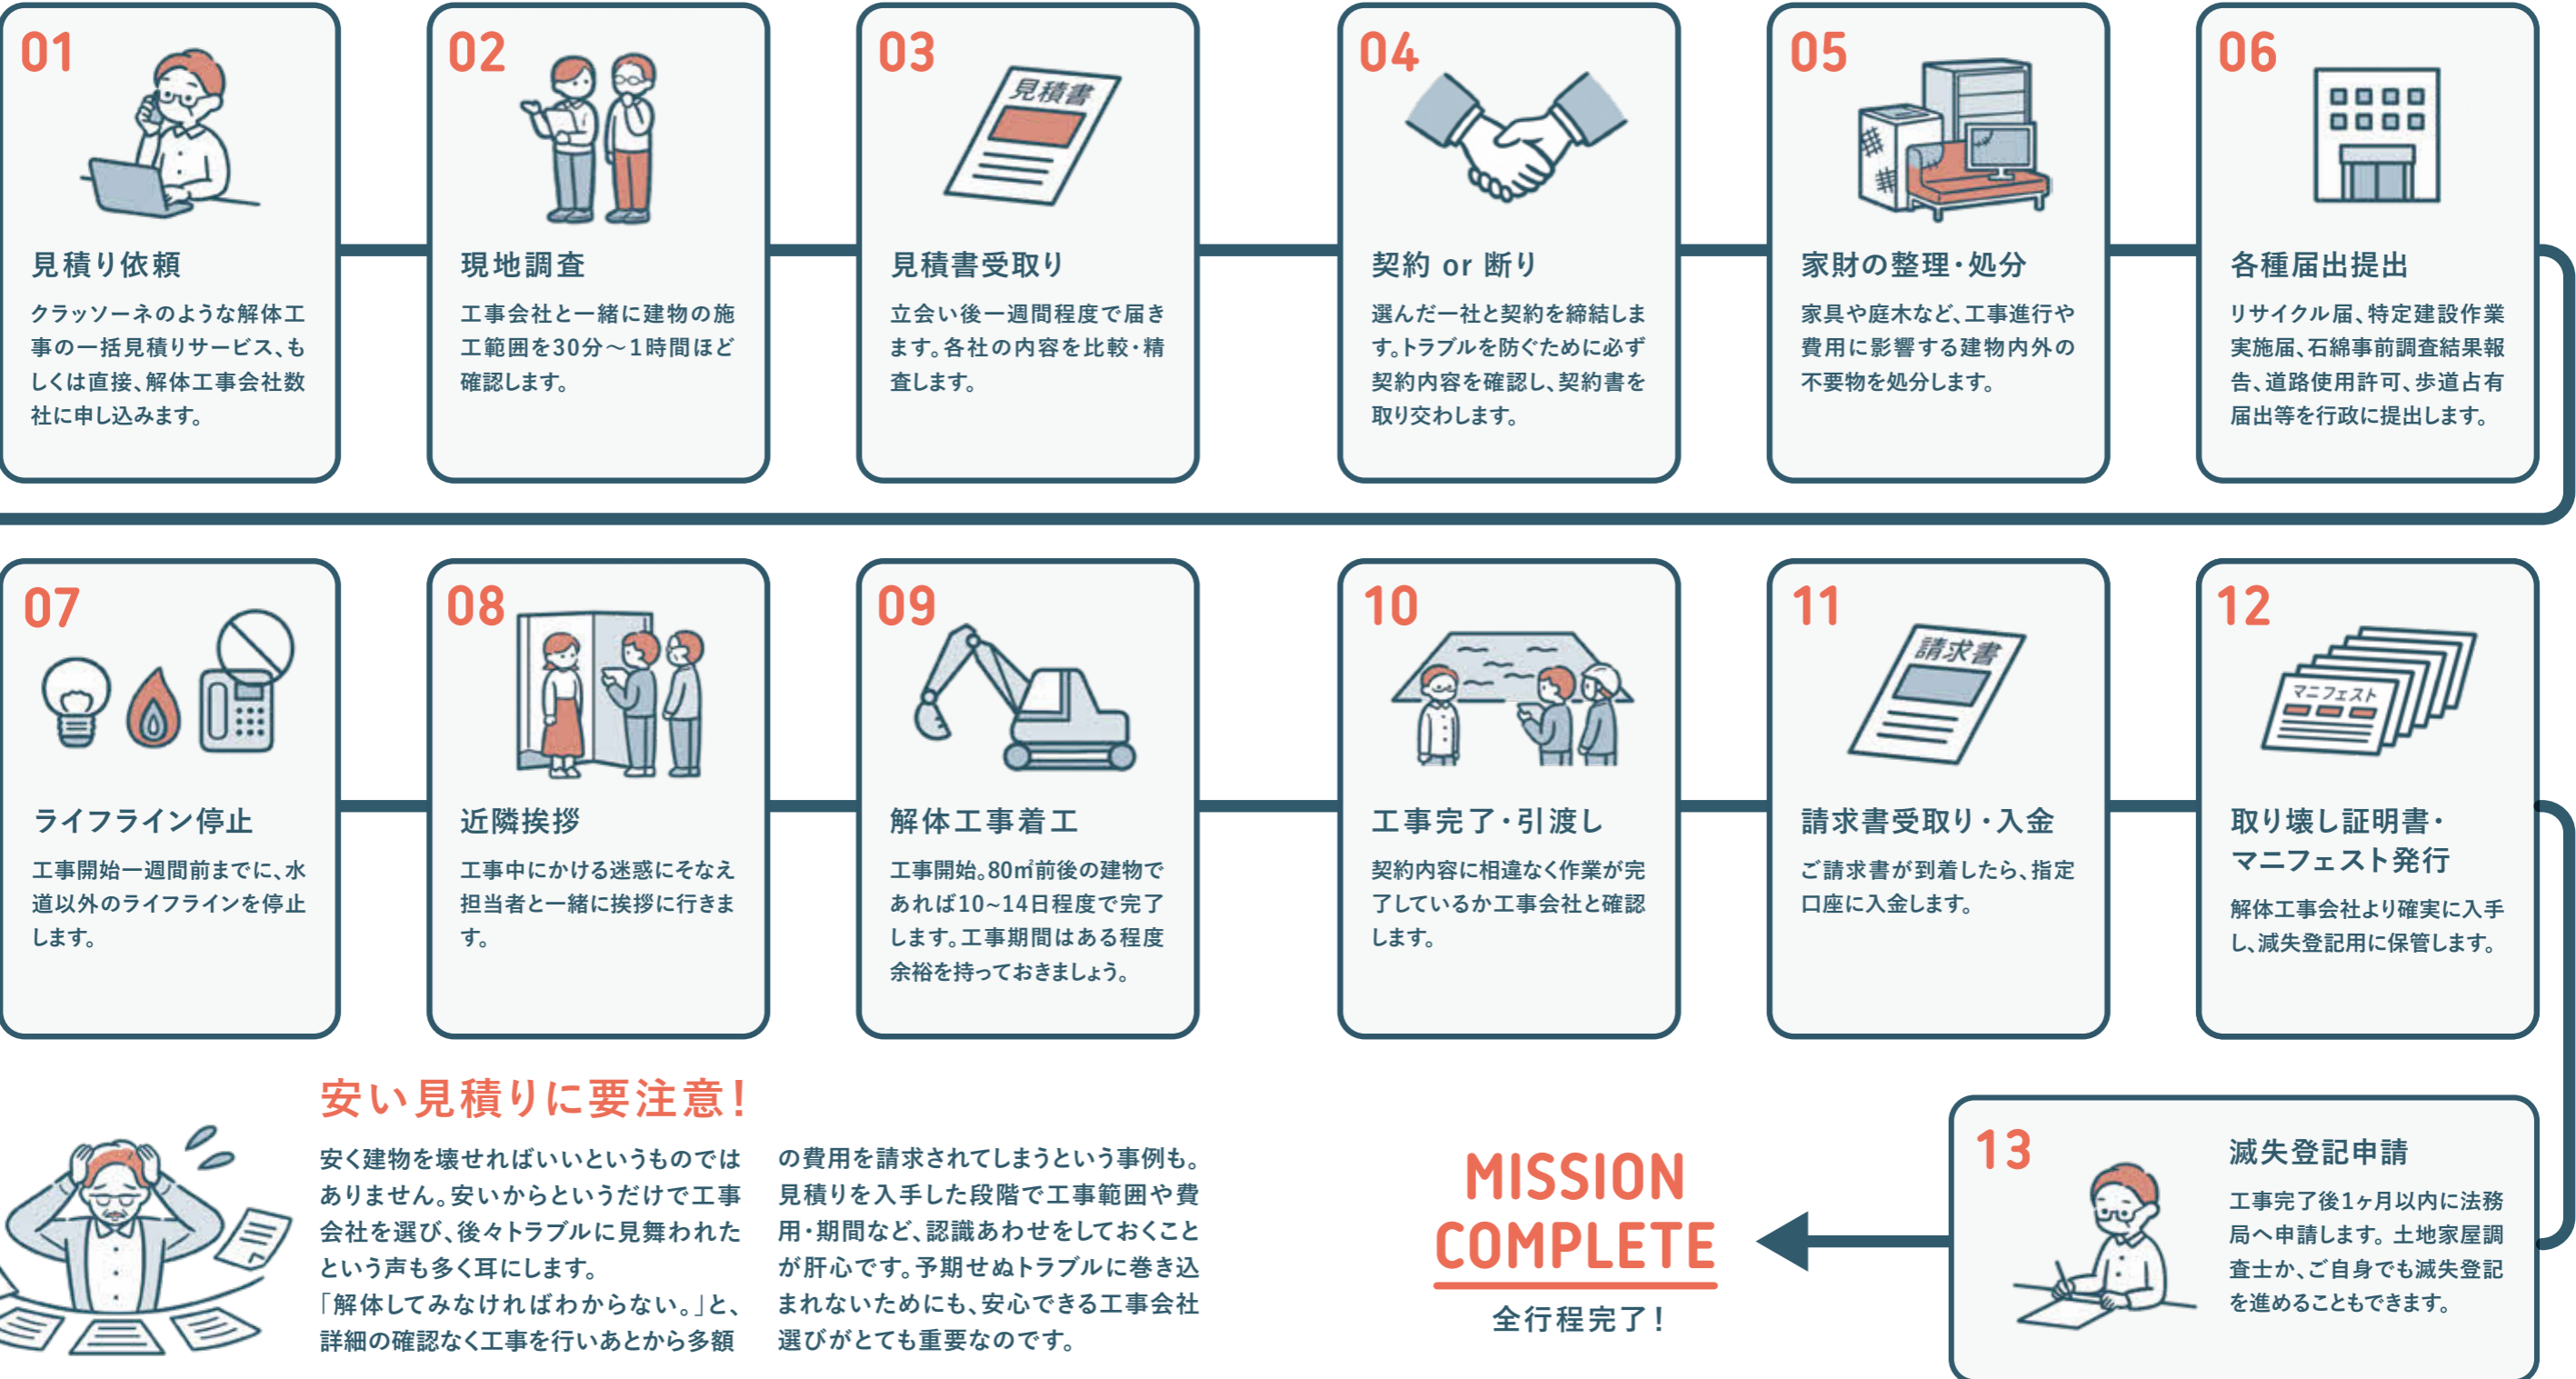 01
見積り依頼
クラッソーネのような解体工
事の一括見積りサービス、も
しくは直接、解体工事会社数
社に申し込みます。
02
現地調査
工事会社と一緒に建物の施
工範囲を30分～1時間ほど
確認します。
03
見積書
見積書受取り
立会い後一週間程度で届き
ます。各社の内容を比較・精
査します。
04
契約 or 断り
選んだ一社と契約を締結しま
す。トラブルを防ぐために必ず
契約内容を確認し、契約書を
取り交わします。
05
家財の整理・処分
家具や庭木など、工事進行や
費用に影響する建物内外の
不要物を処分します。
06
各種届出提出
リサイクル届、特定建設作業
実施届、石綿事前調査結果報
告、道路使用許可、歩道占有
届出等を行政に提出します。
07
ライフライン停止
工事開始一週間前までに、水
道以外のライフラインを停止
します。
08
近隣挨拶
工事中にかける迷惑にそなえ
担当者と一緒に挨拶に行きま
す。
09
解体工事着工
工事開始。80㎡前後の建物で
あれば10~14日程度で完了
します。工事期間はある程度
余裕を持っておきましょう。
10
工事完了・引渡し
契約内容に相違なく作業が完
了しているか工事会社と確認
します。
11
請求書
請求書受取り・入金
ご請求書が到着したら、指定
口座に入金します。
12
マニフェスト
取り壊し証明書・
マニフェスト発行
解体工事会社より確実に入手
し、滅失登記用に保管します。
13
滅失登記申請
工事完了後1ヶ月以内に法務
局へ申請します。土地家屋調
査士か、ご自身でも滅失登記
を進めることもできます。
MISSION
COMPLETE
全行程完了！
安い見積りに要注意！
安く建物を壊せればいいというものでは
ありません。安いからというだけで工事
会社を選び、後々トラブルに見舞われた
という声も多く耳にします。
「解体してみなければわからない。」と、
詳細の確認なく工事を行いあとから多額
の費用を請求されてしまうという事例も。
見積りを入手した段階で工事範囲や費
用・期間など、認識あわせをしておくこと
が肝心です。予期せぬトラブルに巻き込
まれないためにも、安心できる工事会社
選びがとても重要なのです。